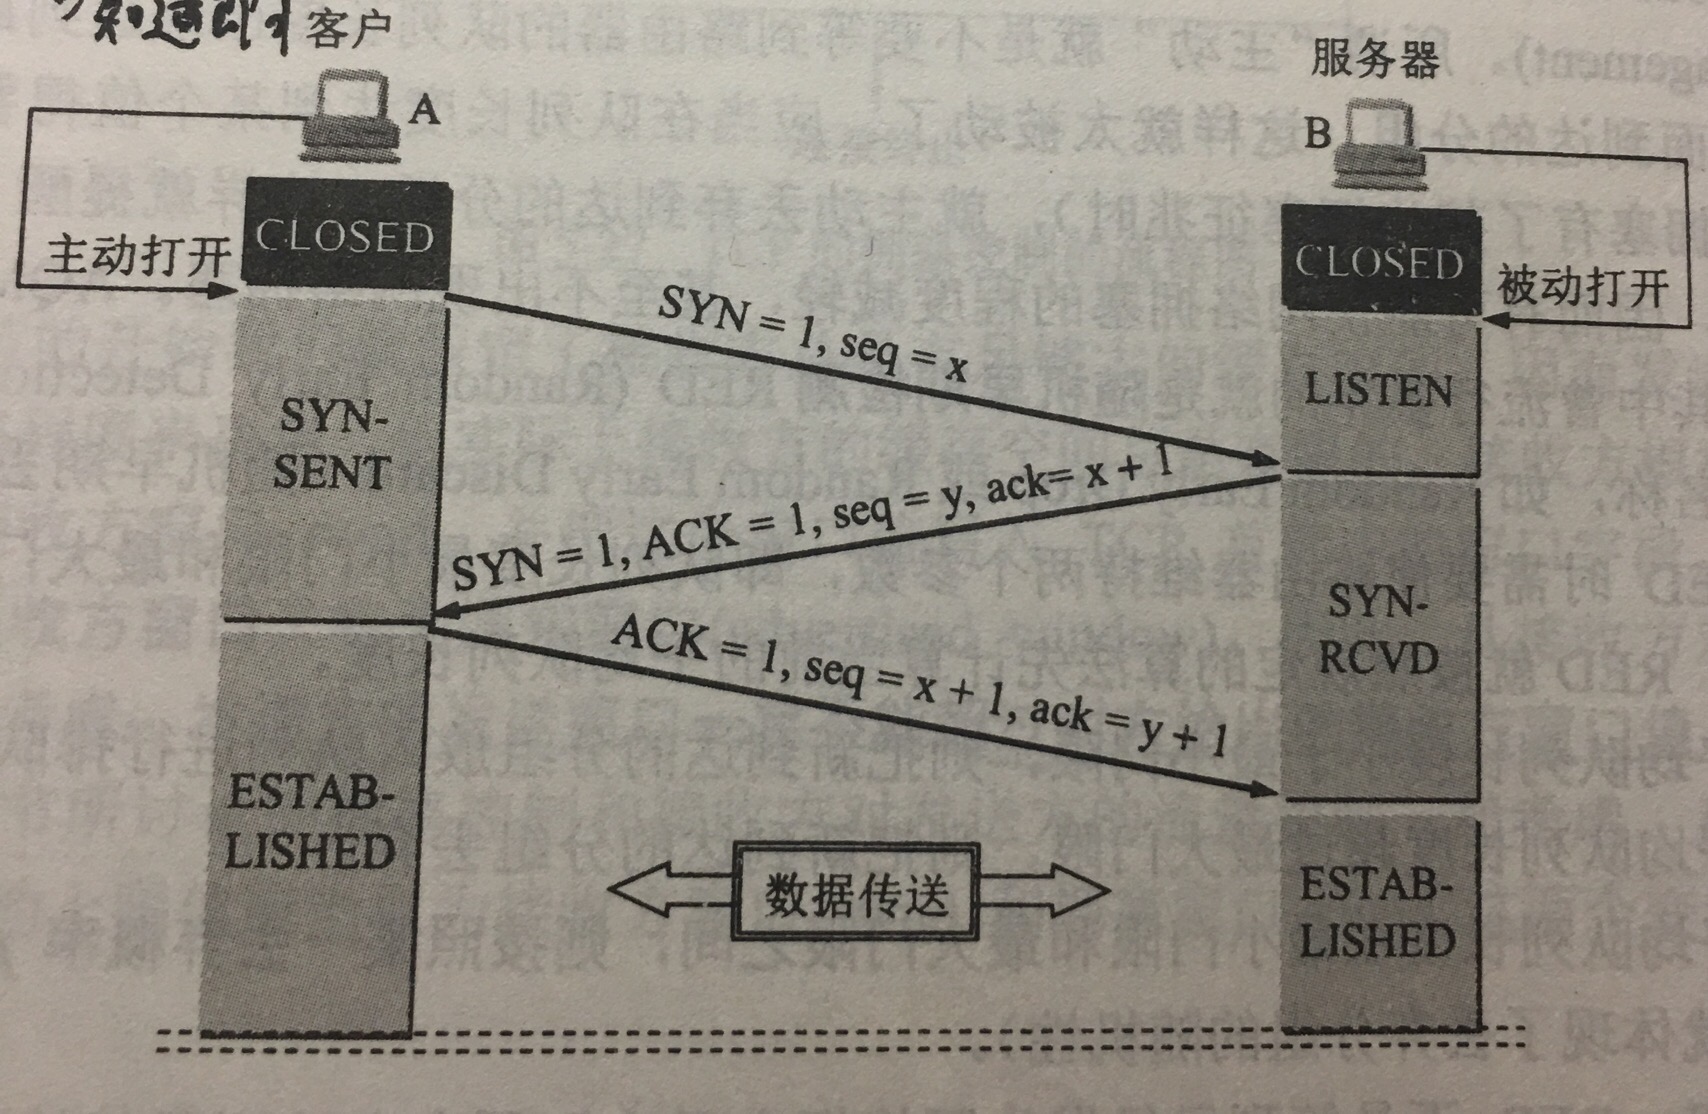 客户
服务器
A
B
CLOSED
CLOSED
主动打开
被动打开
SYN = 1, seq = x
LISTEN
SYN-
SENT
SYN = 1, ACK = 1, seq = y, ack= x + 1
SYN-
RCVD
ACK = 1, seq = x + 1, ack = y + 1
ESTAB-
LISHED
数据传送
ESTAB-
LISHED